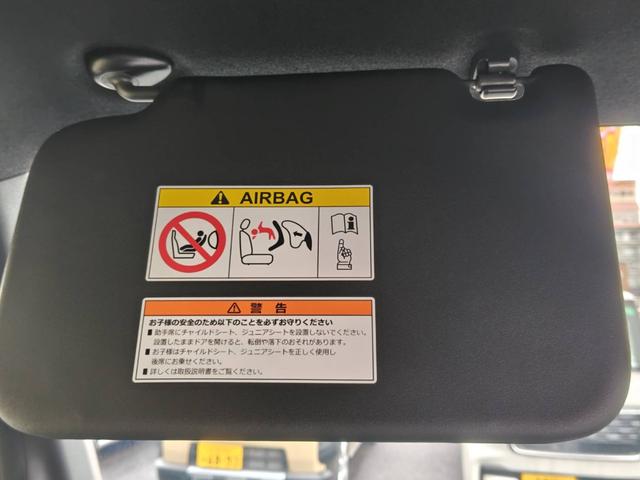 AIRBAG
警告
お子様の安全のため以下のことを必ずお守りください
■ 助手席にチャイルドシート、ジュニアシートを設置しないでください。
設置したままドアを開けると、転倒や落下のおそれがあります。
■ お子様はチャイルドシート、ジュニアシートを正しく使用し
後席にお乗せください。
■ 詳しくは取扱説明書をご覧ください。